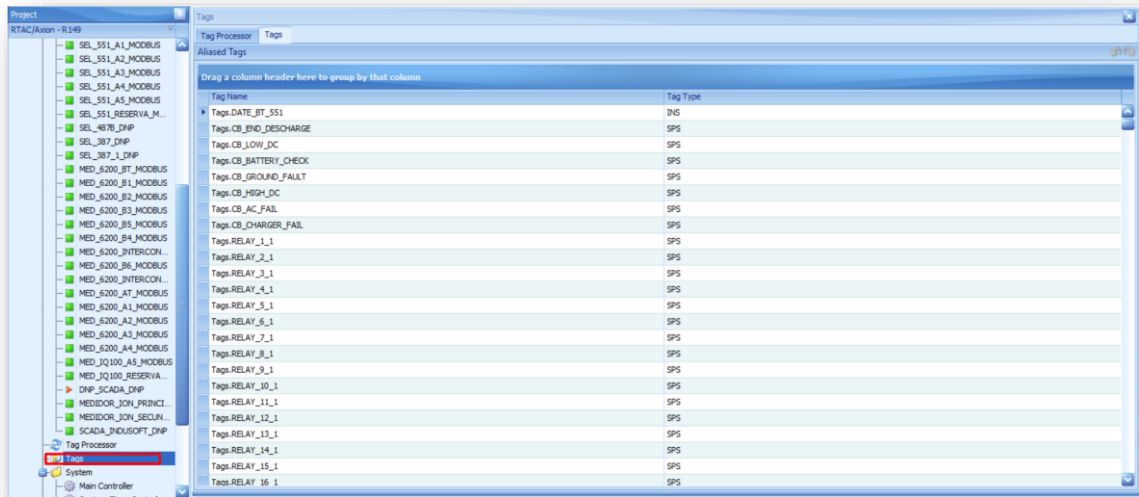 Project
RTAC/Axion - R149
SEL_551_A1_MODBUS
SEL_551_A2_MODBUS
SEL_551_A3_MODBUS
SEL_551_A4_MODBUS
SEL_551_A5_MODBUS
SEL_551_RESERVA_M...
SEL_487B_DNP
SEL_387_DNP
SEL_387_1_DNP
MED_6200_BT_MODBUS
MED_6200_B1_MODBUS
MED_6200_B2_MODBUS
MED_6200_B3_MODBUS
MED_6200_B5_MODBUS
MED_6200_B4_MODBUS
MED_6200_INTERCON...
MED_6200_B6_MODBUS
MED_6200_INTERCON...
MED_6200_AT_MODBUS
MED_6200_A1_MODBUS
MED_6200_A2_MODBUS
MED_6200_A3_MODBUS
MED_6200_A4_MODBUS
MED_IQ100_A5_MODBUS
MED_IQ100_RESERVA...
DNP_SCADA_DNP
MEDIDOR_ION_PRINCI...
MEDIDOR_ION_SECUN...
SCADA_INDUSOFT_DNP
Tag Processor
Tags
System
Main Controller
Tags
Tag Processor Tags
Aliased Tags
Drag a column header here to group by that column
Tag Name Tag Type
Tags.DATE_BT_551 INS
Tags.CB_END_DESCHARGE SPS
Tags.CB_LOW_DC SPS
Tags.CB_BATTERY_CHECK SPS
Tags.CB_GROUND_FAULT SPS
Tags.CB_HIGH_DC SPS
Tags.CB_AC_FAIL SPS
Tags.CB_CHARGER_FAIL SPS
Tags.RELAY_1_1 SPS
Tags.RELAY_2_1 SPS
Tags.RELAY_3_1 SPS
Tags.RELAY_4_1 SPS
Tags.RELAY_5_1 SPS
Tags.RELAY_6_1 SPS
Tags.RELAY_7_1 SPS
Tags.RELAY_8_1 SPS
Tags.RELAY_9_1 SPS
Tags.RELAY_10_1 SPS
Tags.RELAY_11_1 SPS
Tags.RELAY_12_1 SPS
Tags.RELAY_13_1 SPS
Tags.RELAY_14_1 SPS
Tags.RELAY_15_1 SPS
Tags.RELAY_16_1 SPS